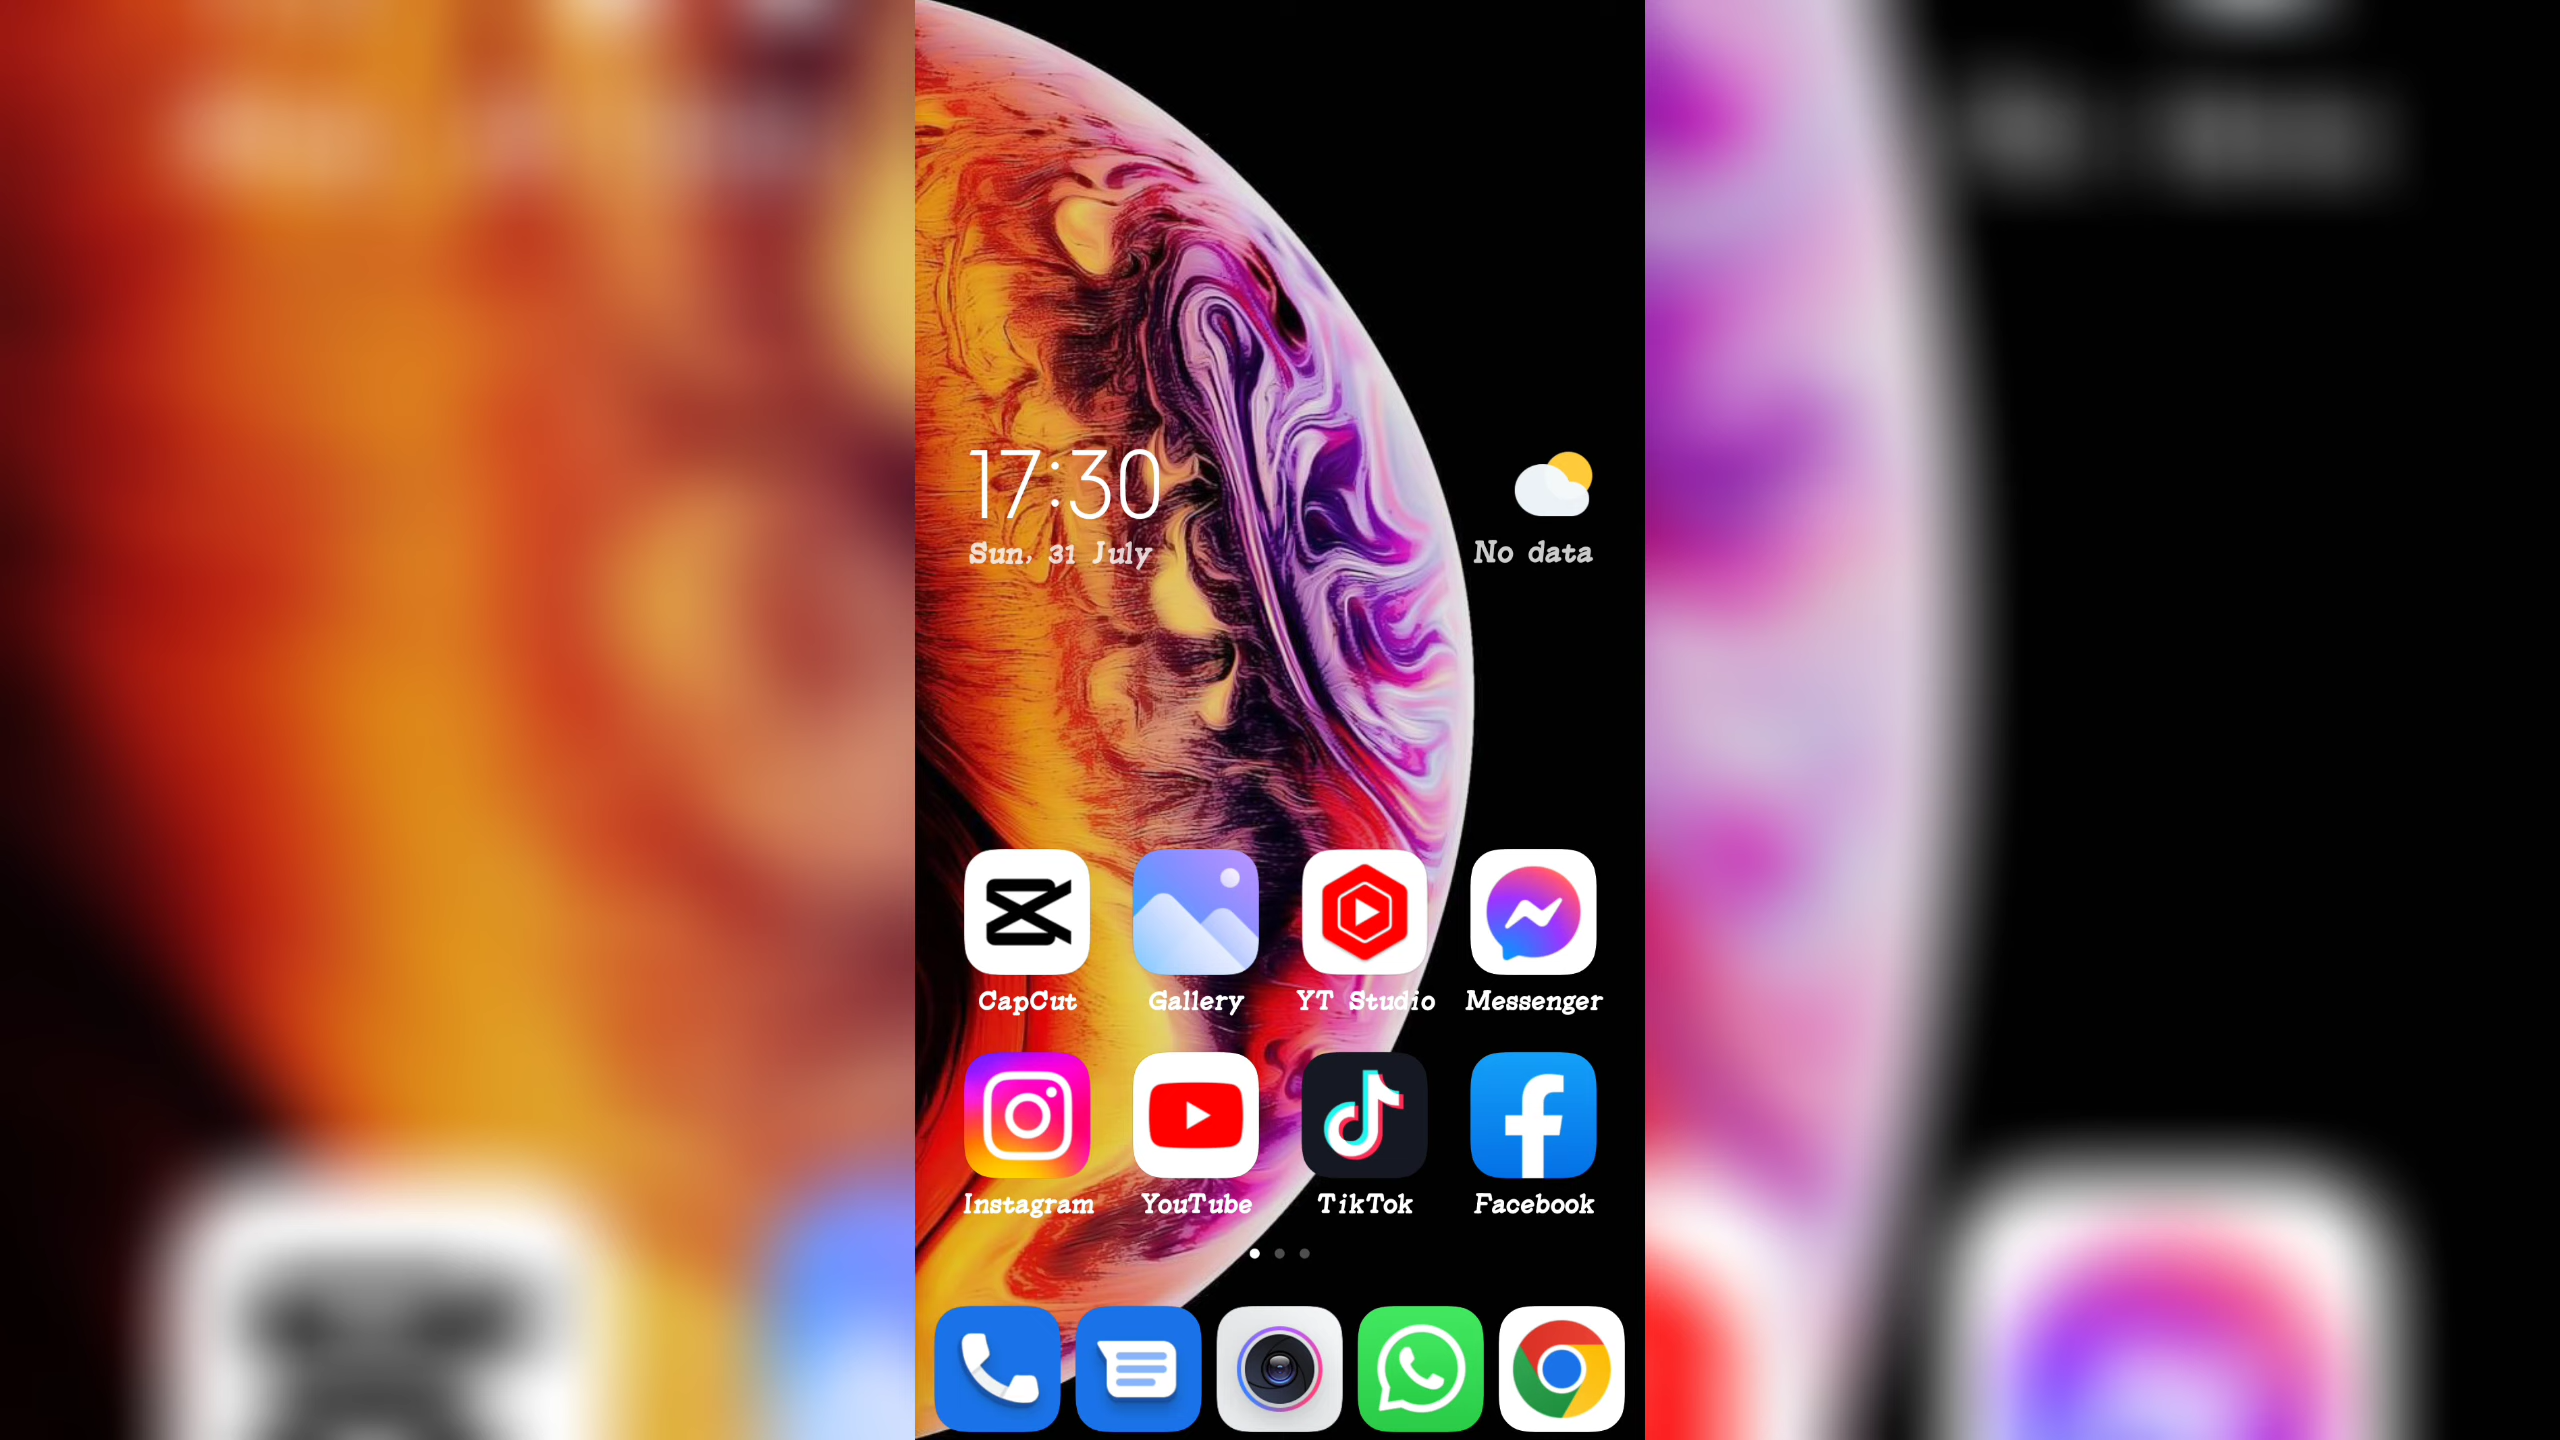 17:30
Sun, 31 July
No data
CapCut
Gallery
YT Studio
Messenger
Instagram
YouTube
TikTok
Facebook